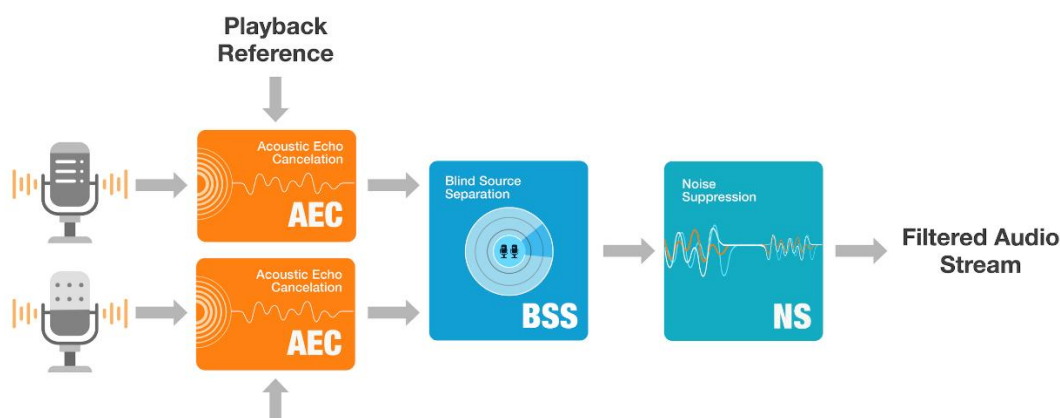 Playback
Reference
Acoustic Echo
Cancelation
AEC
Acoustic Echo
Cancelation
AEC
Blind Source
Separation
BSS
Noise
Suppression
NS
Filtered Audio
Stream